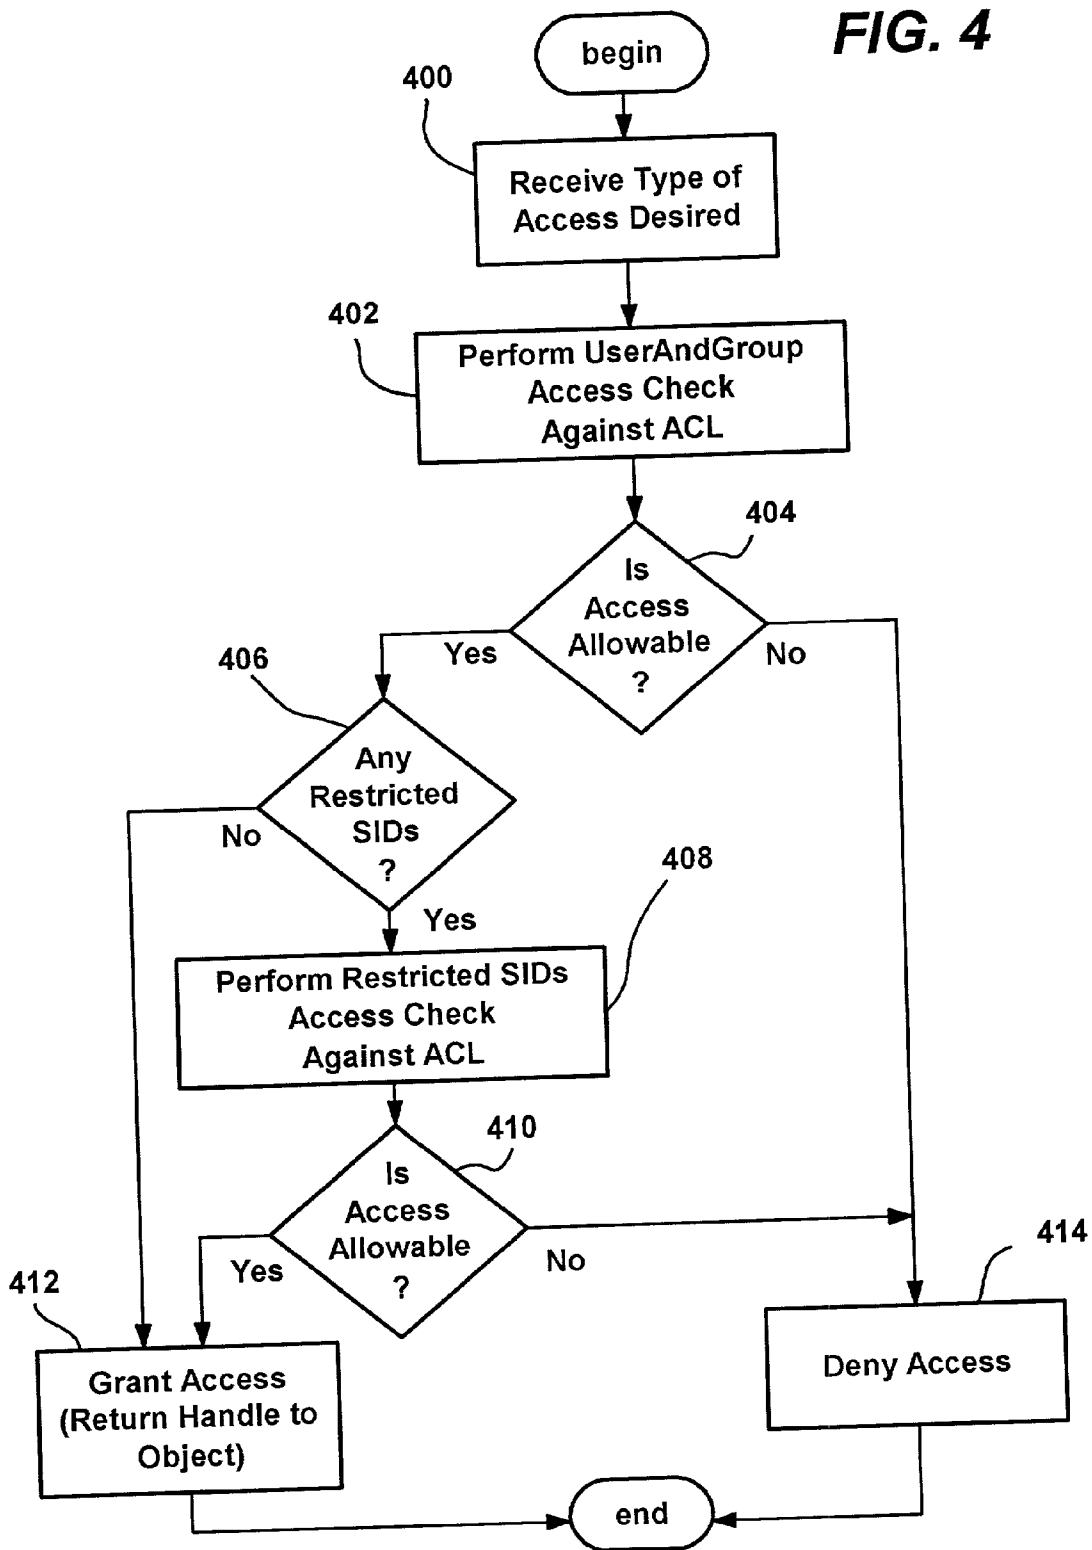 FIG. 4
begin
400
Receive Type of
Access Desired
402
Perform UserAndGroup
Access Check
Against ACL
404
Is
Access
Allowable
?
Yes
No
406
Any
Restricted
SIDs
?
No
Yes
408
Perform Restricted SIDs
Access Check
Against ACL
410
Is
Access
Allowable
?
Yes
No
412
Grant Access
(Return Handle to
Object)
414
Deny Access
end